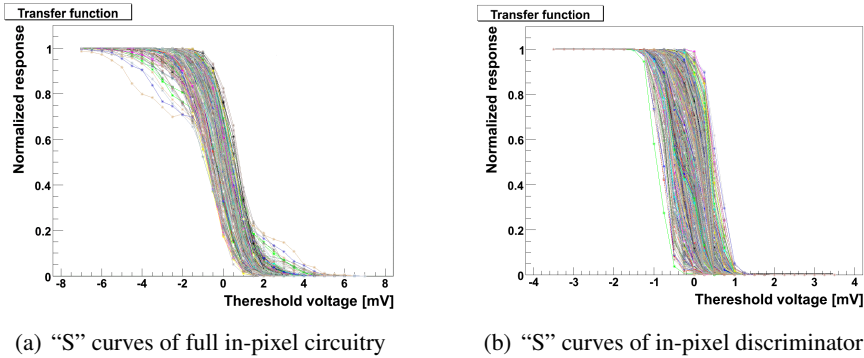 Transfer function
Normalized response
1
0.8
0.6
0.4
0.2
0
-8 -6 -4 -2 0 2 4 6 8
Thereshold voltage [mV]
(a) “S” curves of full in-pixel circuitry
Transfer function
Normalized response
1
0.8
0.6
0.4
0.2
0
-4 -3 -2 -1 0 1 2 3 4
Thereshold voltage [mV]
(b) “S” curves of in-pixel discriminator